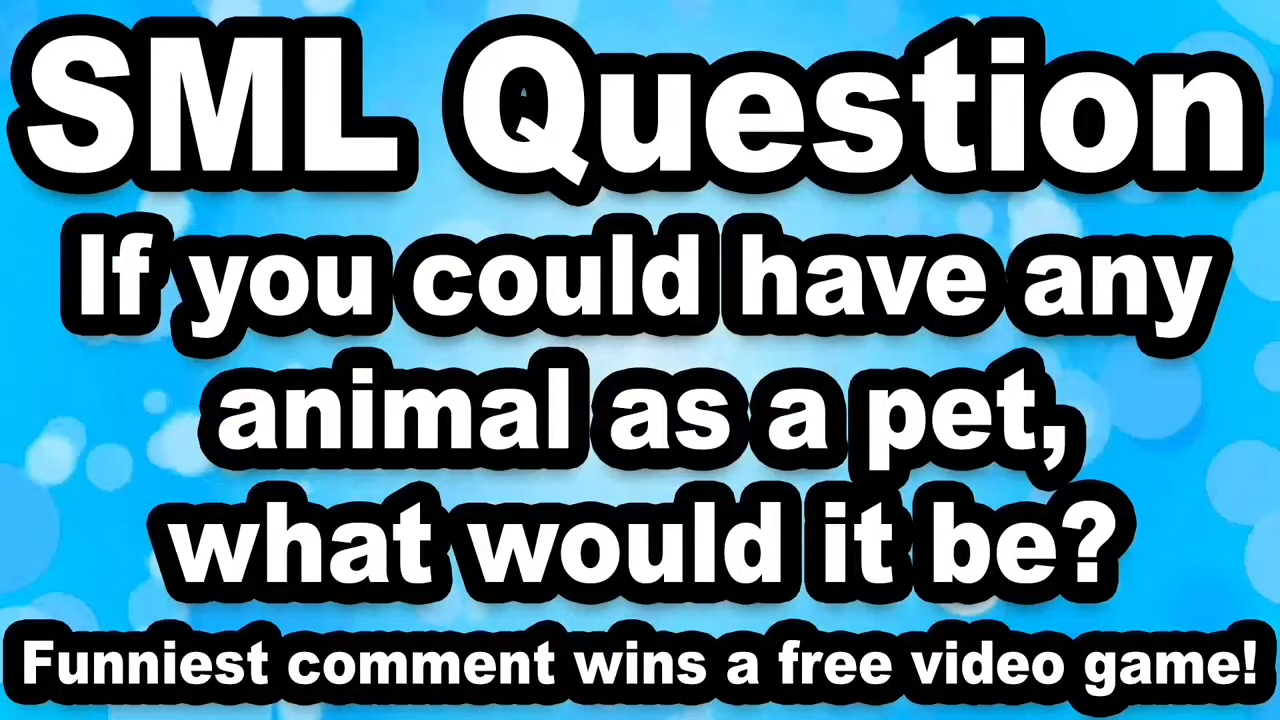 SML Question
If you could have any
animal as a pet,
what would it be?
Funniest comment wins a free video game!